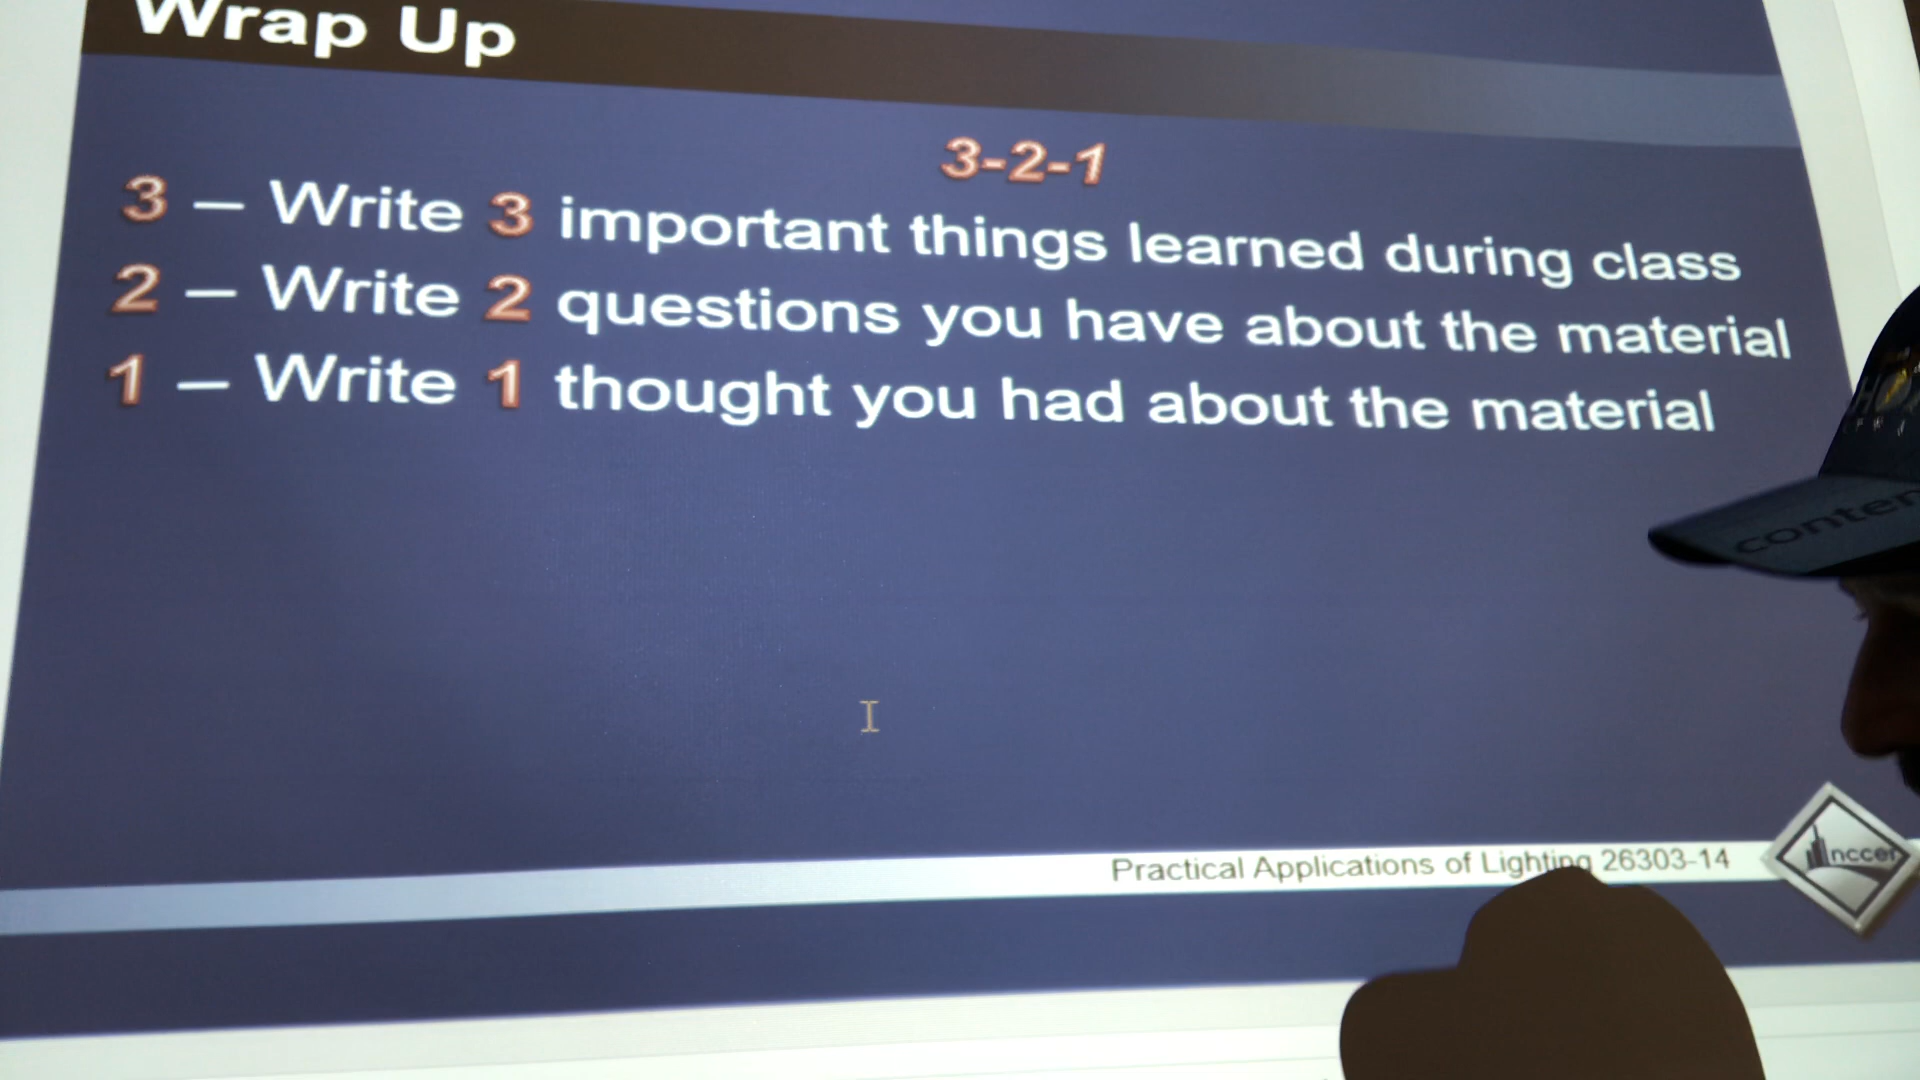 Wrap Up
3-2-1
3 – Write 3 important things learned during class
2 – Write 2 questions you have about the material
1 – Write 1 thought you had about the material
Practical Applications of Lighting 26303-14
nccer